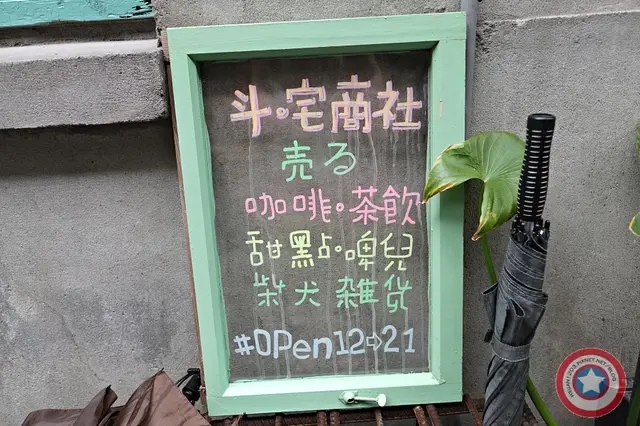 斗。宅商社
売る
咖啡。茶飲
甜點。啤兒
柴犬 雑貨
#OPen12⇨21